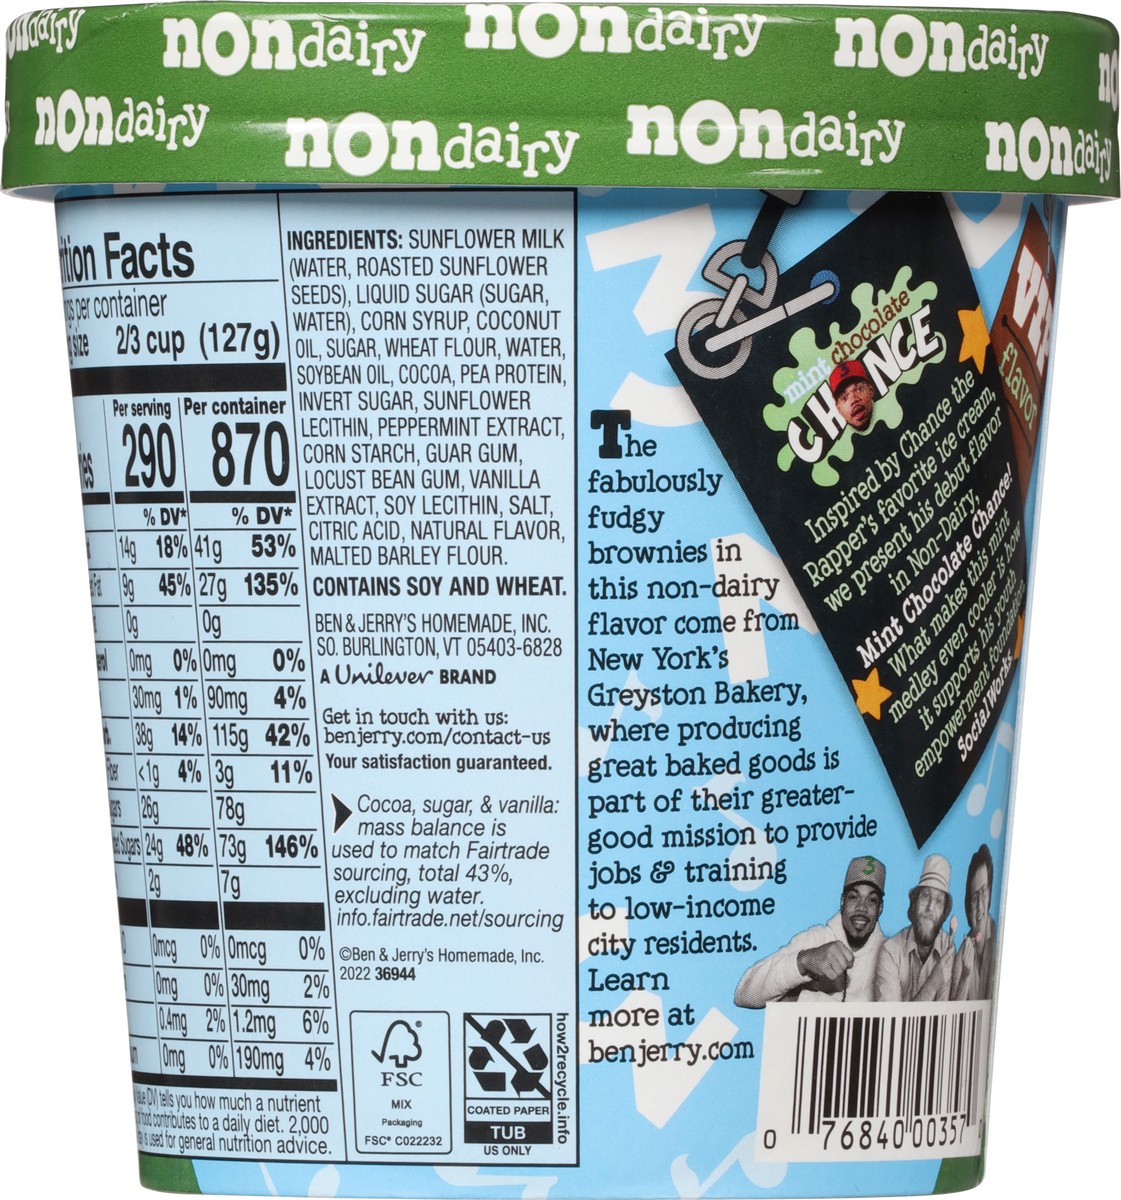 nondairy nondairy nondairy nondairy
nondairy nondairy nondairy nondairy
Facts
per container
size 2/3 cup (127g)
Per serving Per container
290 870
% DV* % DV*
14g 18% 41g 53%
9g 45% 27g 135%
0g 0g
0mg 0% 0mg 0%
30mg 1% 90mg 4%
38g 14% 115g 42%
<1g 4% 3g 11%
26g 78g
Sugars 24g 48% 73g 146%
2g 7g
0mcg 0% 0mcg 0%
0mg 0% 30mg 2%
0.4mg 2% 1.2mg 6%
0mg 0% 190mg 4%
(DV) tells you how much a nutrient
food contributes to a daily diet. 2,000
is used for general nutrition advice.
INGREDIENTS: SUNFLOWER MILK
(WATER, ROASTED SUNFLOWER
SEEDS), LIQUID SUGAR (SUGAR,
WATER), CORN SYRUP, COCONUT
OIL, SUGAR, WHEAT FLOUR, WATER,
SOYBEAN OIL, COCOA, PEA PROTEIN,
INVERT SUGAR, SUNFLOWER
LECITHIN, PEPPERMINT EXTRACT,
CORN STARCH, GUAR GUM,
LOCUST BEAN GUM, VANILLA
EXTRACT, SOY LECITHIN, SALT,
CITRIC ACID, NATURAL FLAVOR,
MALTED BARLEY FLOUR.
CONTAINS SOY AND WHEAT.
BEN & JERRY'S HOMEMADE, INC.
SO. BURLINGTON, VT 05403-6828
A Unilever BRAND
Get in touch with us:
benjerry.com/contact-us
Your satisfaction guaranteed.
Cocoa, sugar, & vanilla:
mass balance is
used to match Fairtrade
sourcing, total 43%,
excluding water.
info.fairtrade.net/sourcing
©Ben & Jerry's Homemade, Inc.
2022 36944
FSC
MIX
Packaging
FSC® C022232
COATED PAPER
TUB
US ONLY
how2recycle.info
The
fabulously
fudgy
brownies in
this non-dairy
flavor come from
New York's
Greyston Bakery,
where producing
great baked goods is
part of their greater-
good mission to provide
jobs & training
to low-income
city residents.
Learn
more at
benjerry.com
mint chocolate
CHANCE
3
Inspired by Chance the
Rapper's favorite ice cream,
we present his debut flavor
in Non-Dairy,
Mint Chocolate Chance!
What makes this mint
medley even cooler is how
it supports his youth
empowerment foundation
SocialWorks
flavor
3
0 76840 00357